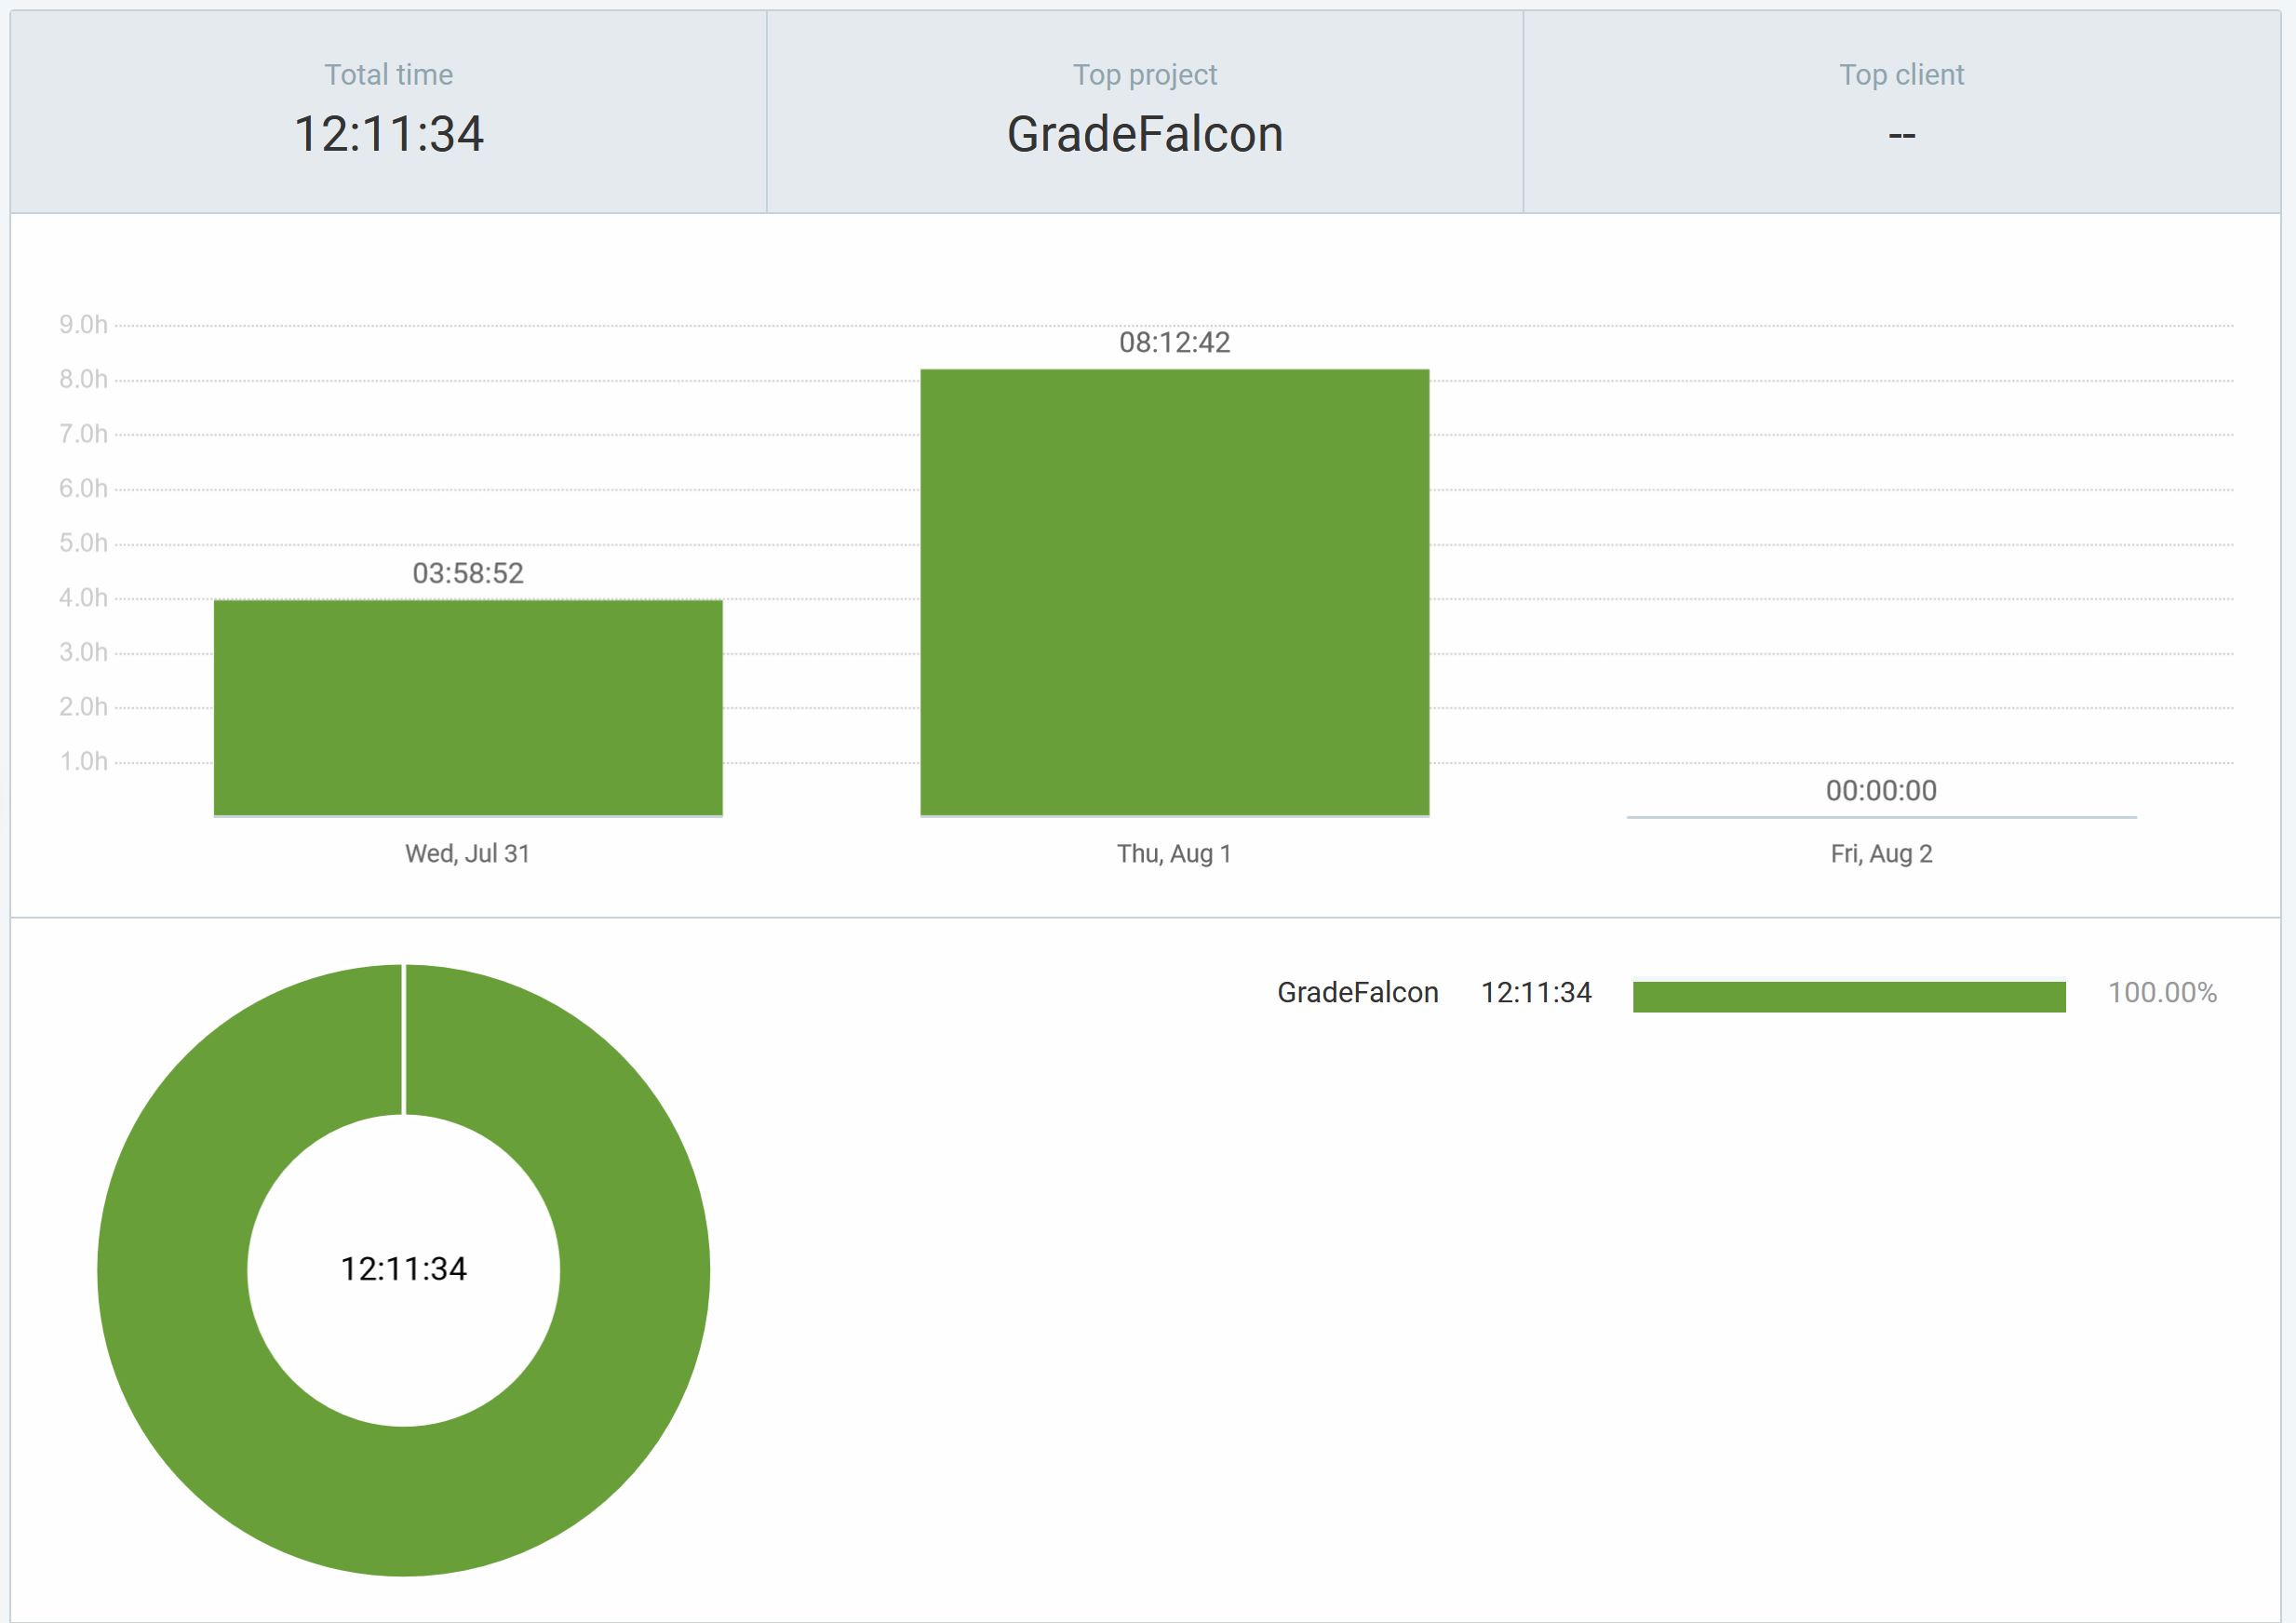 Total time
12:11:34
Top project
GradeFalcon
Top client
--
9.0h
8.0h
7.0h
6.0h
5.0h
4.0h
3.0h
2.0h
1.0h
03:58:52
08:12:42
00:00:00
Wed, Jul 31
Thu, Aug 1
Fri, Aug 2
12:11:34
GradeFalcon 12:11:34 100.00%